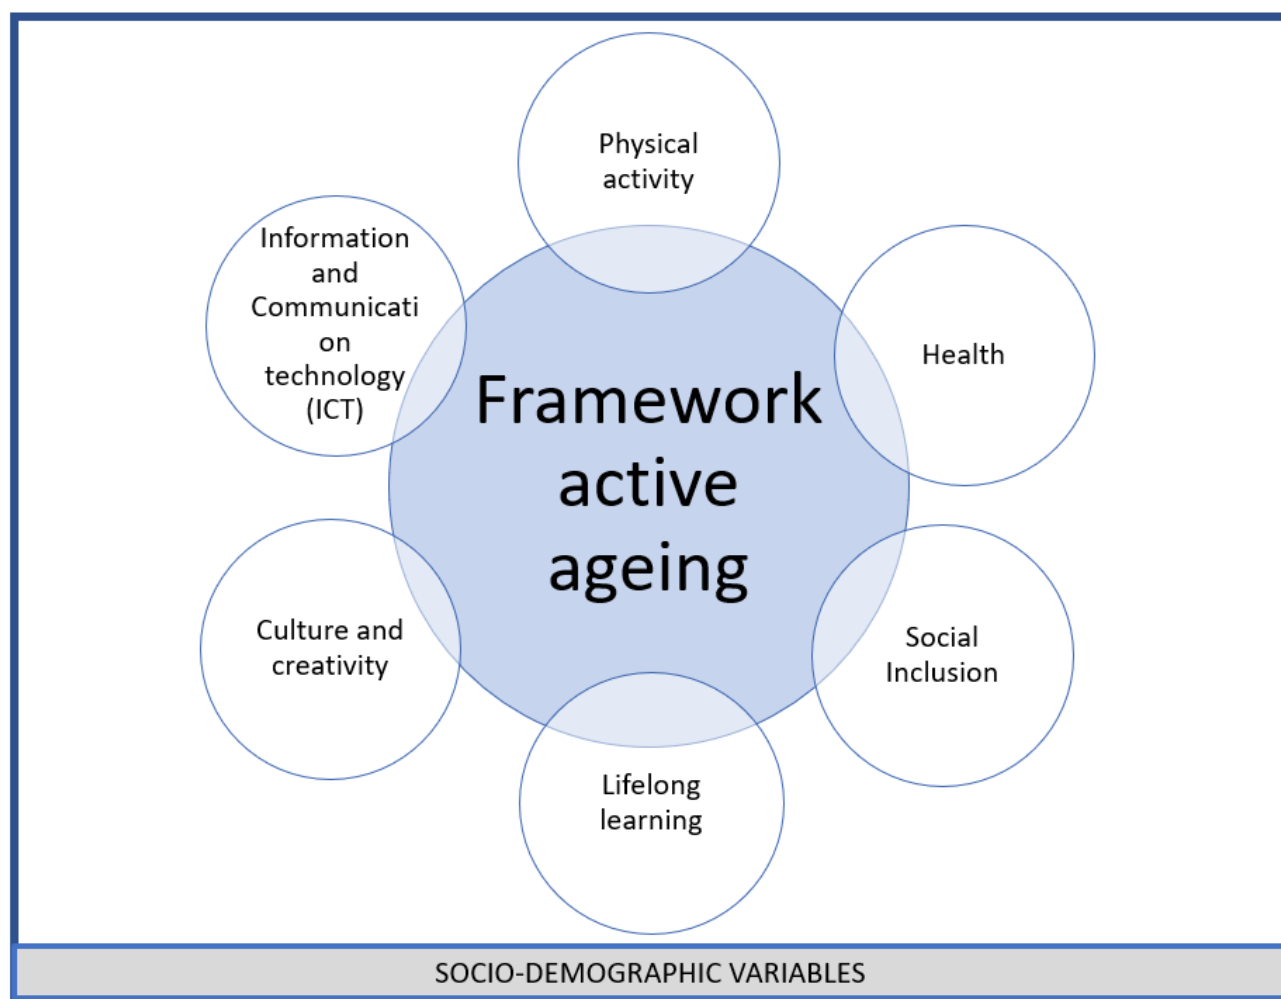 Physical
activity
Information
and
Communicati
on
technology
(ICT)
Health
Framework
active
ageing
Culture and
creativity
Social
Inclusion
Lifelong
learning
SOCIO-DEMOGRAPHIC VARIABLES